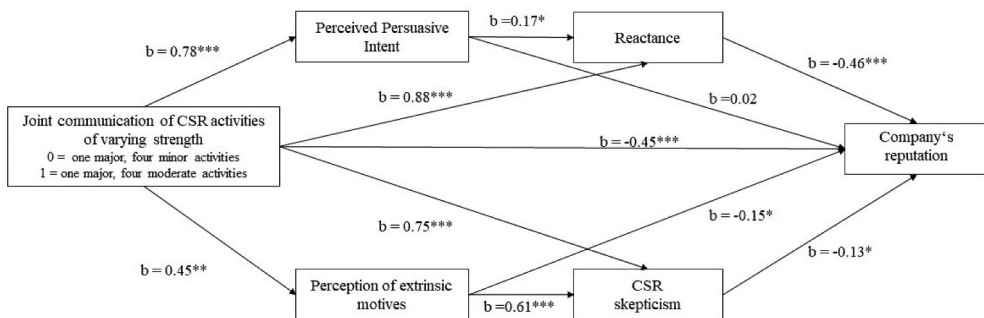 Perceived Persuasive
Intent
b =0.17*
Reactance
b = 0.78***
b = -0.46***
b = 0.88***
b =0.02
Joint communication of CSR activities
of varying strength
0 = one major, four minor activities
1 = one major, four moderate activities
b = -0.45***
Company‘s
reputation
b = -0.15*
b = 0.75***
b = -0.13*
b = 0.45**
Perception of extrinsic
motives
b = 0.61***
CSR
skepticism